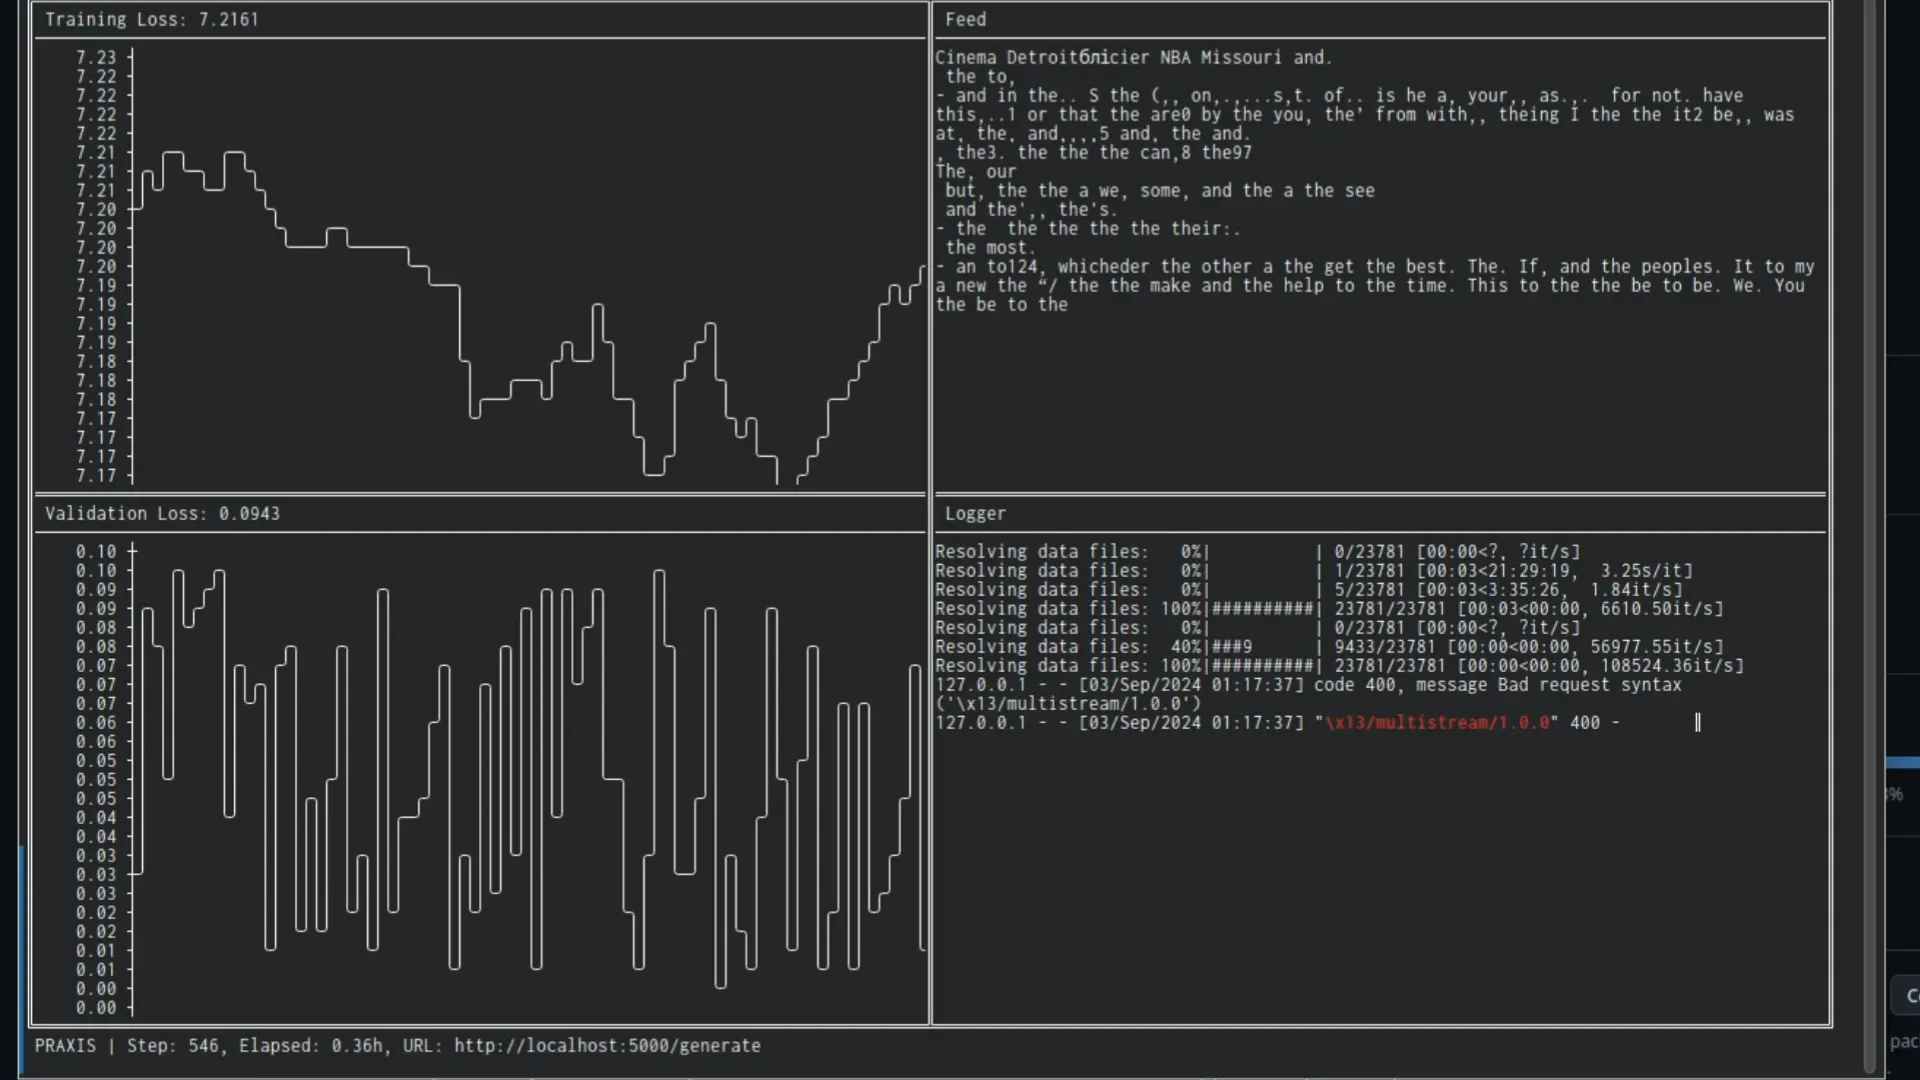 Training Loss: 7.2161
7.23
7.22
7.22
7.22
7.22
7.21
7.21
7.21
7.20
7.20
7.20
7.20
7.19
7.19
7.19
7.19
7.18
7.18
7.18
7.17
7.17
7.17
7.17
Feed
Cinema Detroitблісier NBA Missouri and.
the to,
- and in the.. S the (,, on,.,...s,t. of.. is he a, your,, as.,.  for not. have
this,..1 or that the are0 by the you, the’ from with,, theing I the the it2 be,, was
at, the, and,,,,5 and, the and.
, the3. the the the can,8 the97
The, our
but, the the a we, some, and the a the see
and the',, the's.
- the  the the the the their:.
the most.
- an to124, whicheder the other a the get the best. The. If, and the peoples. It to my
a new the “/ the the make and the help to the time. This to the the be to be. We. You
the be to the
Validation Loss: 0.0943
0.10
0.10
0.09
0.09
0.08
0.08
0.07
0.07
0.07
0.06
0.06
0.05
0.05
0.05
0.04
0.04
0.03
0.03
0.03
0.02
0.02
0.01
0.01
0.00
0.00
Logger
Resolving data files:   0%|          | 0/23781 [00:00<?, ?it/s]
Resolving data files:   0%|          | 1/23781 [00:03<21:29:19,  3.25s/it]
Resolving data files:   0%|          | 5/23781 [00:03<3:35:26,  1.84it/s]
Resolving data files: 100%|##########| 23781/23781 [00:03<00:00, 6610.50it/s]
Resolving data files:   0%|          | 0/23781 [00:00<?, ?it/s]
Resolving data files:  40%|###9      | 9433/23781 [00:00<00:00, 56977.55it/s]
Resolving data files: 100%|##########| 23781/23781 [00:00<00:00, 108524.36it/s]
127.0.0.1 - - [03/Sep/2024 01:17:37] code 400, message Bad request syntax
('\x13/multistream/1.0.0')
127.0.0.1 - - [03/Sep/2024 01:17:37] "\x13/multistream/1.0.0" 400 -
PRAXIS | Step: 546, Elapsed: 0.36h, URL: http://localhost:5000/generate